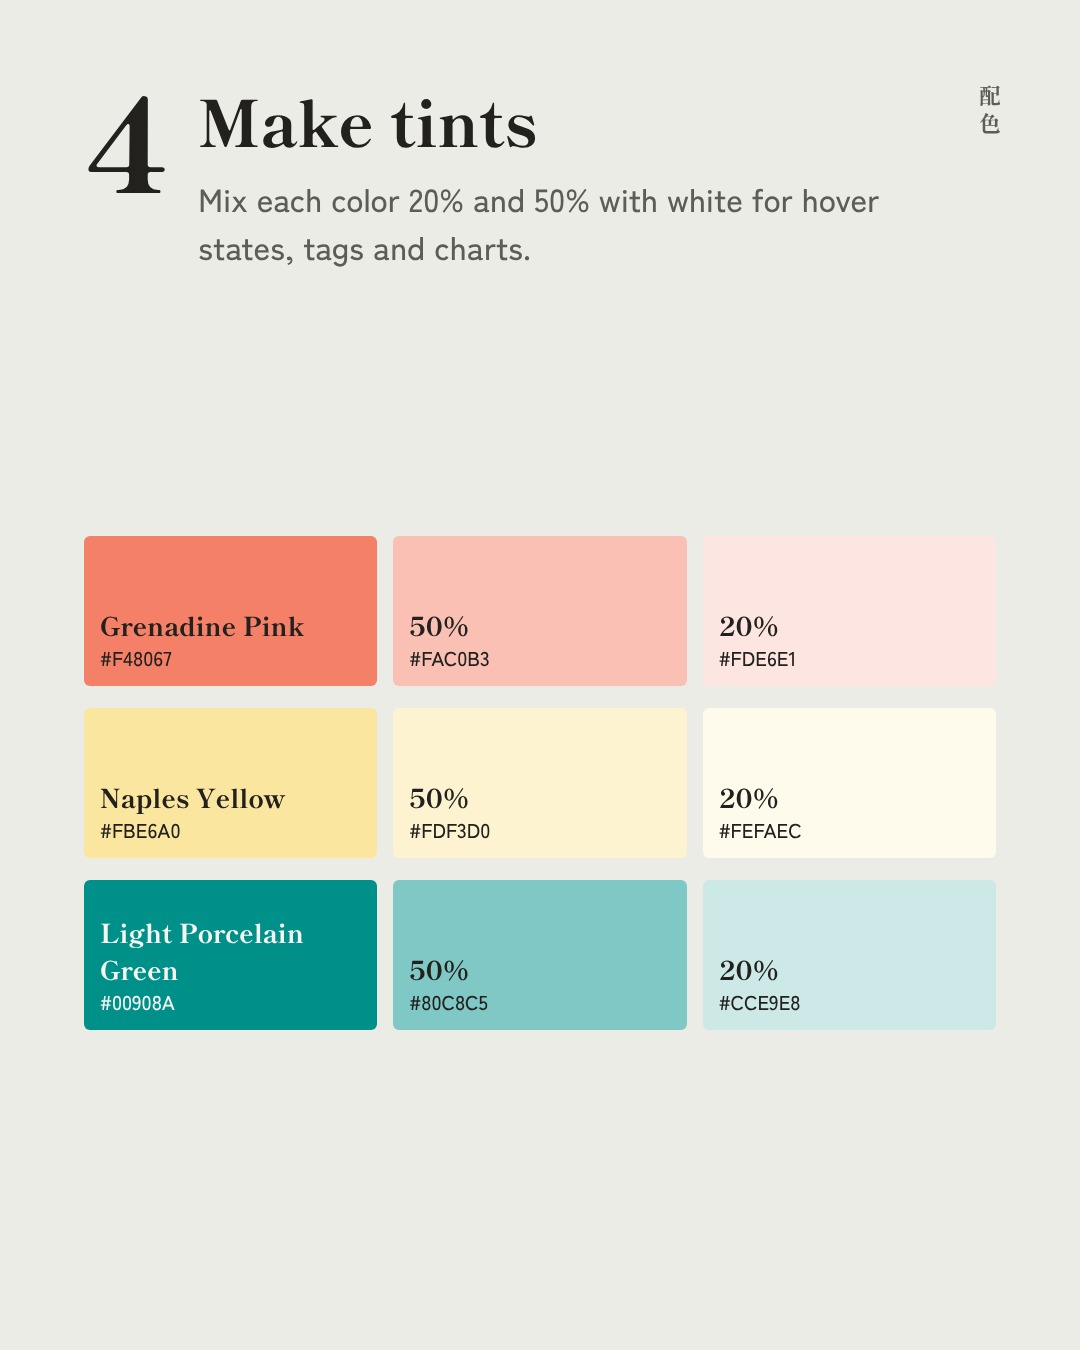 4
Make tints
配色
Mix each color 20% and 50% with white for hover
states, tags and charts.
Grenadine Pink
#F48067
50%
#FAC0B3
20%
#FDE6E1
Naples Yellow
#FBE6A0
50%
#FDF3D0
20%
#FEFAEC
Light Porcelain
Green
#00908A
50%
#80C8C5
20%
#CCE9E8